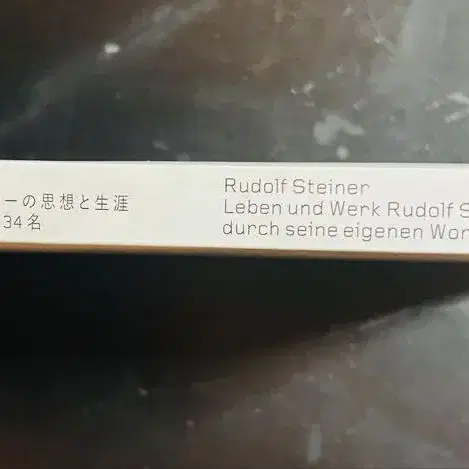 ーの思想と生涯
34名
Rudolf Steiner
Leben und Werk Rudolf S
durch seine eigenen Wor